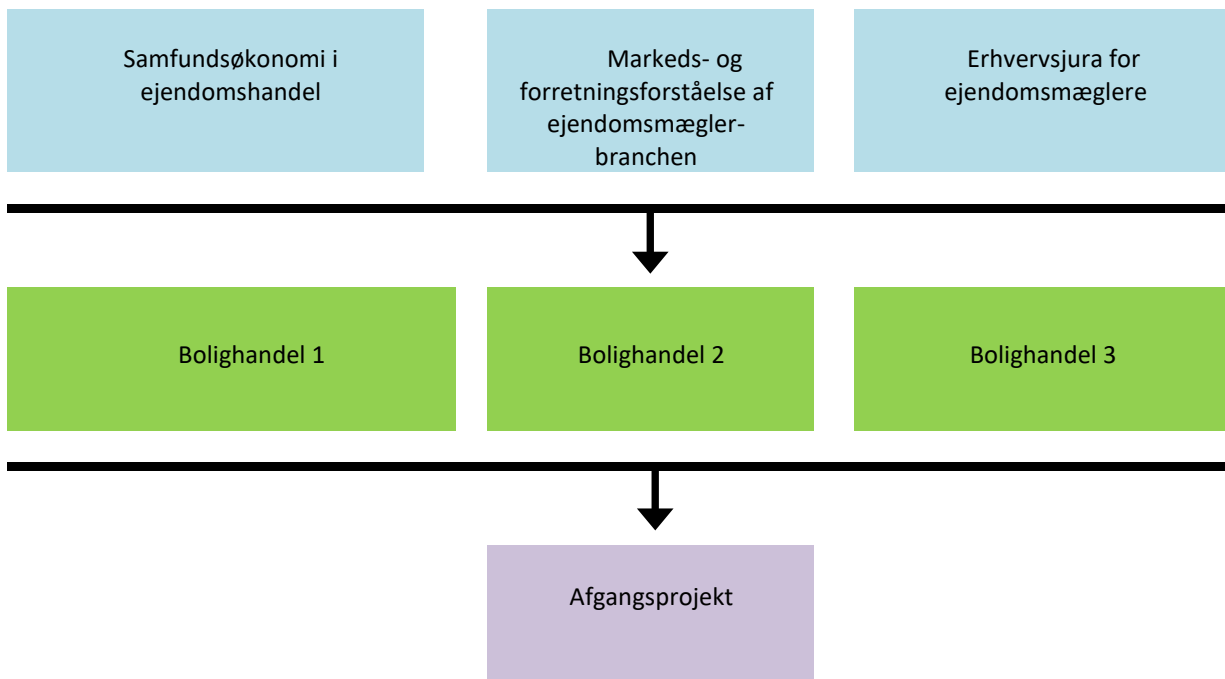 Samfundsøkonomi i
ejendomshandel
Markeds- og
forretningsforståelse af
ejendomsmægler-
branchen
Erhvervsjura for
ejendomsmæglere
Bolighandel 1
Bolighandel 2
Bolighandel 3
Afgangsprojekt